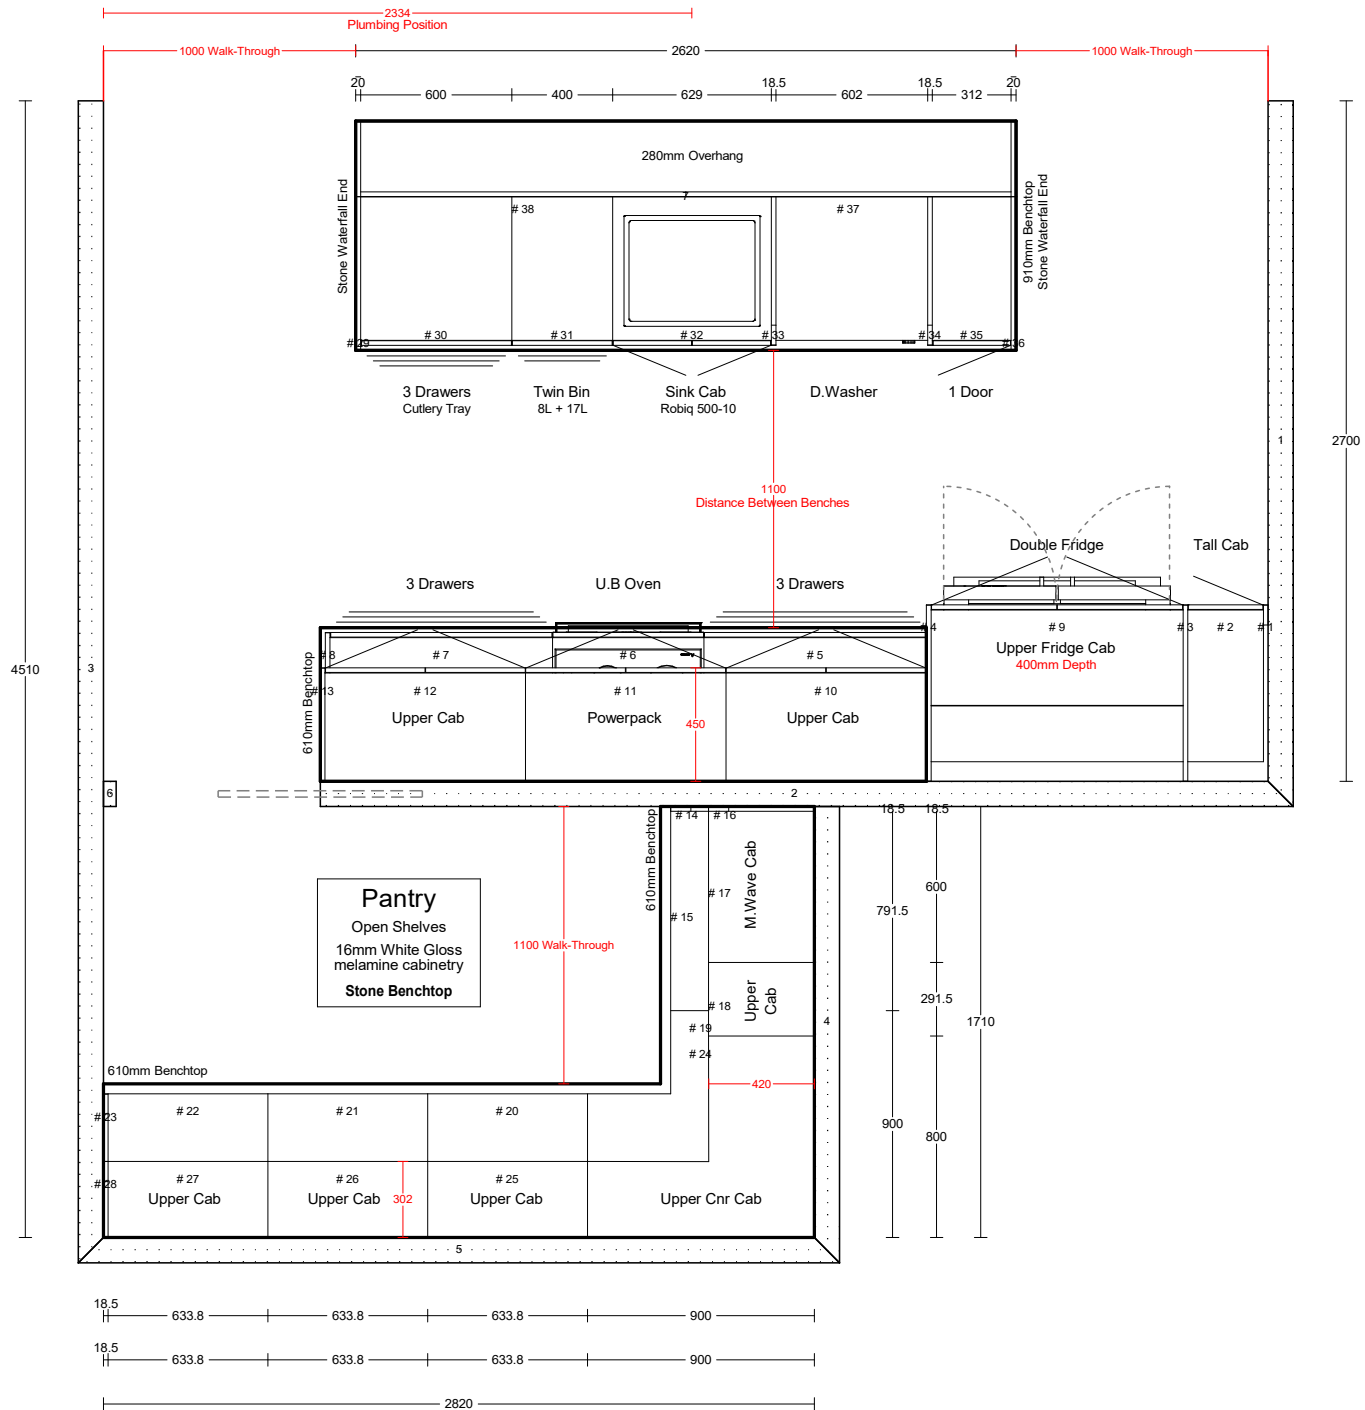 2334
Plumbing Position
1000 Walk-Through
2620
1000 Walk-Through
20
600
400
629
18.5
602
18.5
312
20
280mm Overhang
7
# 38
# 37
Stone Waterfall End
910mm Benchtop
Stone Waterfall End
# 29
# 30
# 31
# 32
# 33
# 34
# 35
# 36
3 Drawers
Cutlery Tray
Twin Bin
8L + 17L
Sink Cab
Robiq 500-10
D.Washer
1 Door
1
2700
1100
Distance Between Benches
Double Fridge
Tall Cab
3 Drawers
U.B Oven
3 Drawers
# 4
# 9
# 3
# 2
# 1
Upper Fridge Cab
400mm Depth
4510
3
610mm Benchtop
# 8
# 7
# 6
# 5
# 13
# 12
# 11
# 10
Upper Cab
Powerpack
Upper Cab
450
6
2
# 14
# 16
610mm Benchtop
M.Wave Cab
# 17
# 15
18.5
18.5
600
791.5
Pantry
Open Shelves
16mm White Gloss
melamine cabinetry
Stone Benchtop
1100 Walk-Through
Upper
Cab
# 18
# 19
# 24
4
291.5
1710
420
900
800
610mm Benchtop
# 23
# 22
# 21
# 20
# 28
# 27
# 26
# 25
Upper Cab
Upper Cab
302
Upper Cab
Upper Cnr Cab
5
18.5
633.8
633.8
633.8
900
18.5
633.8
633.8
633.8
900
2820